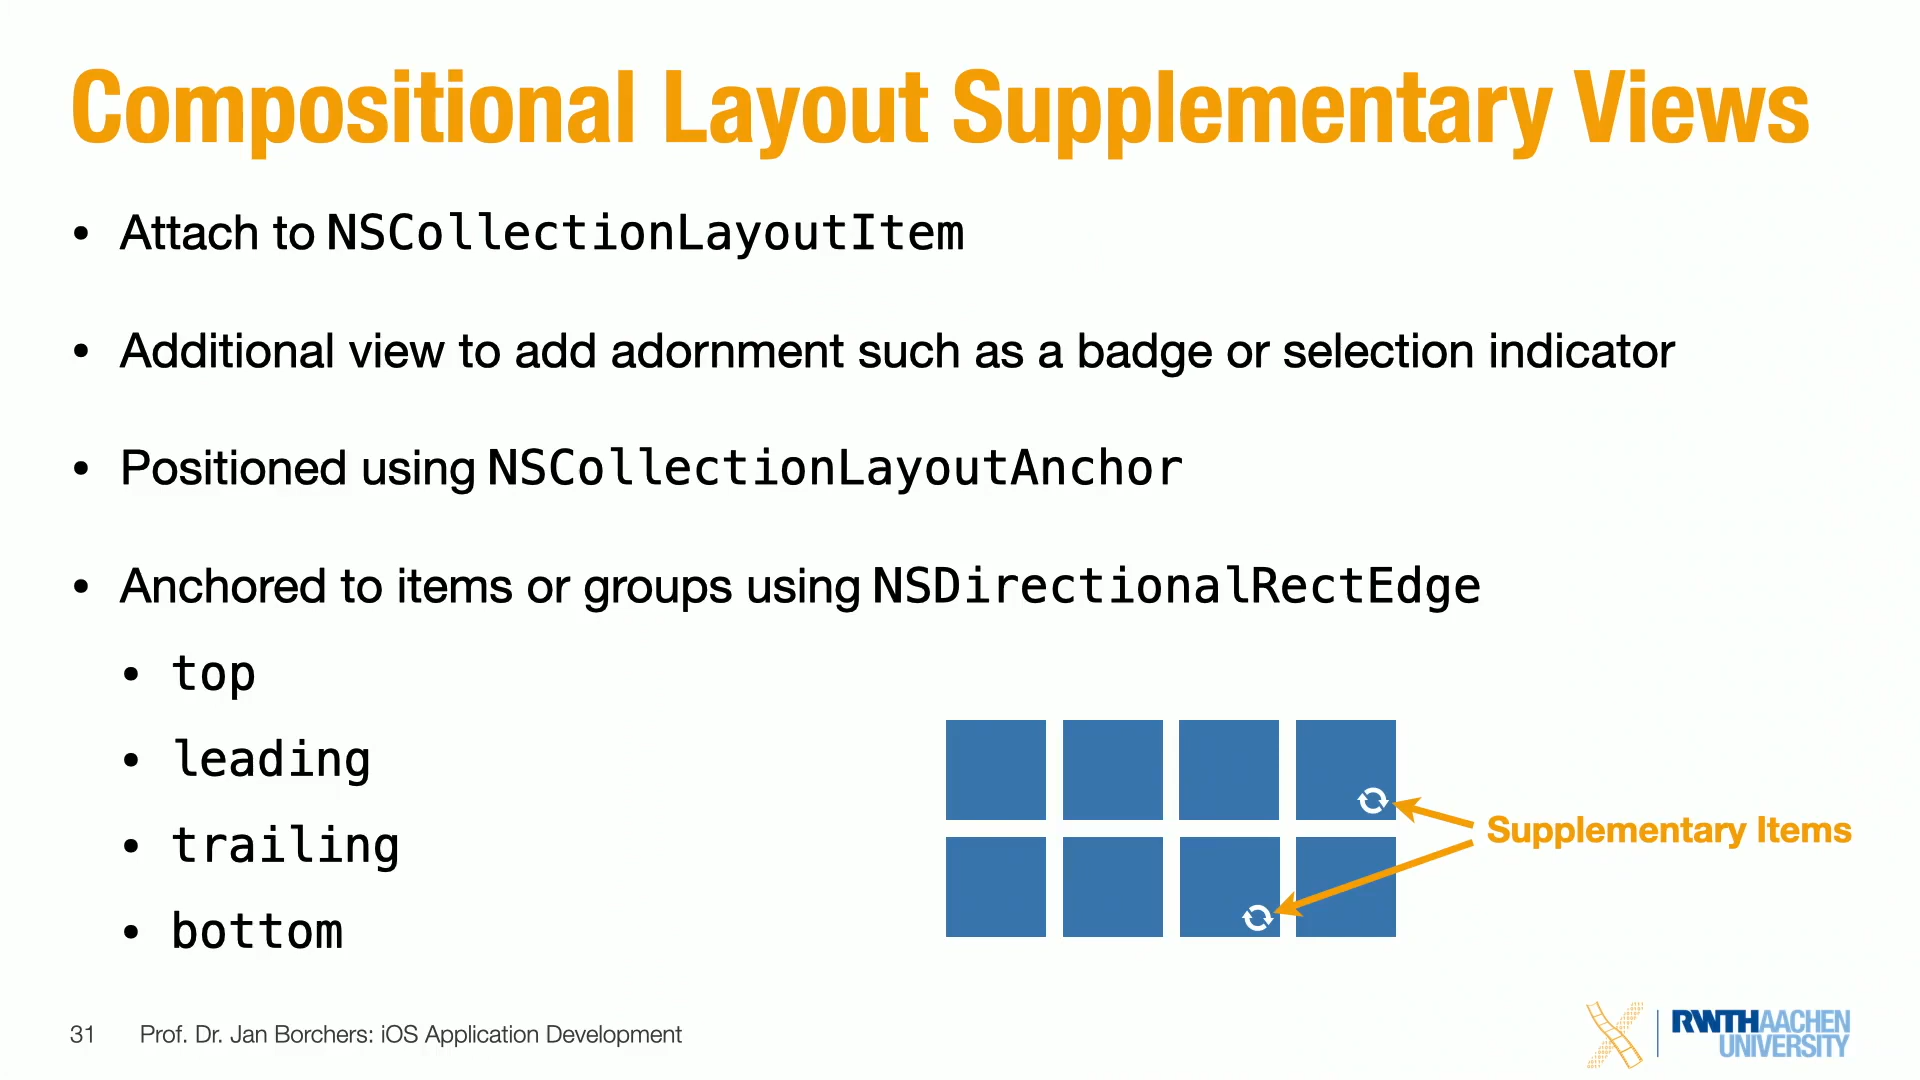 Compositional Layout Supplementary Views
• Attach to NSCollectionLayoutItem
• Additional view to add adornment such as a badge or selection indicator
• Positioned using NSCollectionLayoutAnchor
• Anchored to items or groups using NSDirectionalRectEdge
• top
• leading
• trailing
• bottom
Supplementary Items
31 Prof. Dr. Jan Borchers: iOS Application Development
RWTHAACHEN
UNIVERSITY